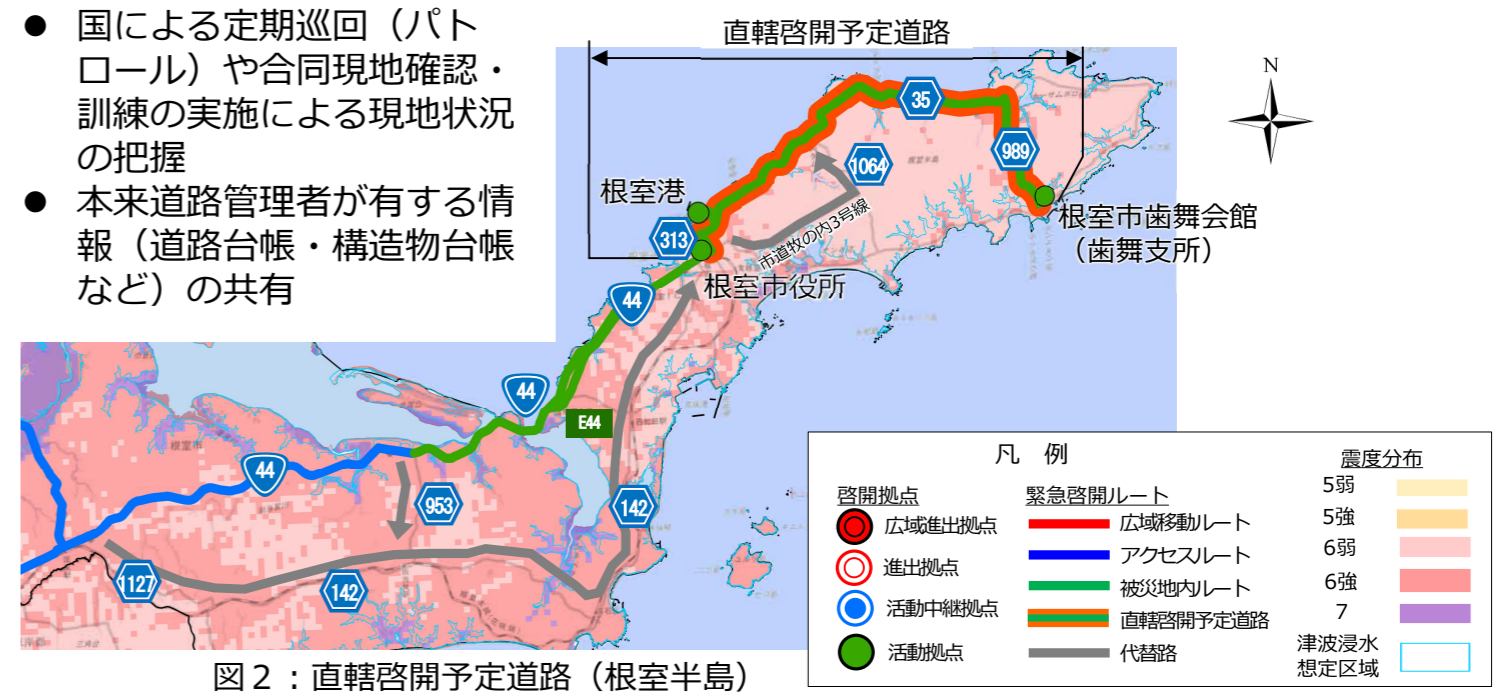 ● 国による定期巡回（パト
ロール）や合同現地確認・
訓練の実施による現地状況
の把握
● 本来道路管理者が有する情
報（道路台帳・構造物台帳
など）の共有
直轄啓開予定道路
N
35
989
1064
根室半島
根室港
313
市道牧の内3号線
根室市歯舞会館
（歯舞支所）
根室市役所
44
44
E44
根室市
44
953
142
1127
142
凡 例
啓開拠点
広域進出拠点
進出拠点
活動中継拠点
活動拠点
緊急啓開ルート
広域移動ルート
アクセスルート
被災地内ルート
直轄啓開予定道路
代替路
震度分布
5弱
5強
6弱
6強
7
津波浸水
想定区域
図２：直轄啓開予定道路（根室半島）